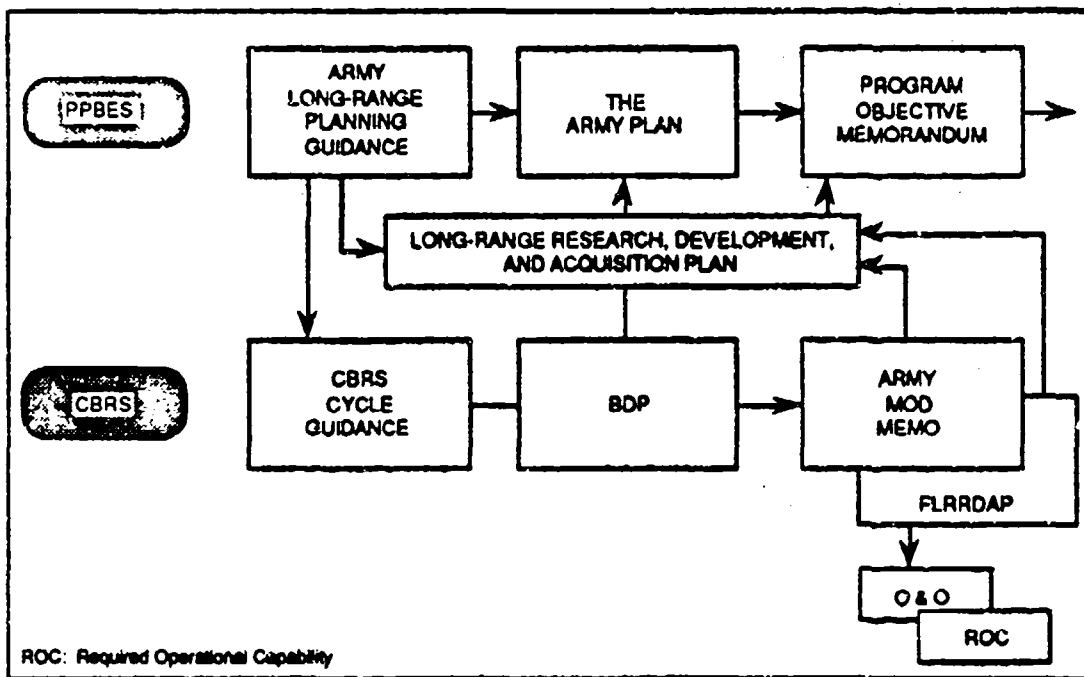 PPBES
ARMY
LONG-RANGE
PLANNING
GUIDANCE
THE
ARMY PLAN
PROGRAM
OBJECTIVE
MEMORANDUM
LONG-RANGE RESEARCH, DEVELOPMENT,
AND ACQUISITION PLAN
CBRS
CBRS
CYCLE
GUIDANCE
BDP
ARMY
MOD
MEMO
FLRRDAP
O & O
ROC
ROC: Required Operational Capability